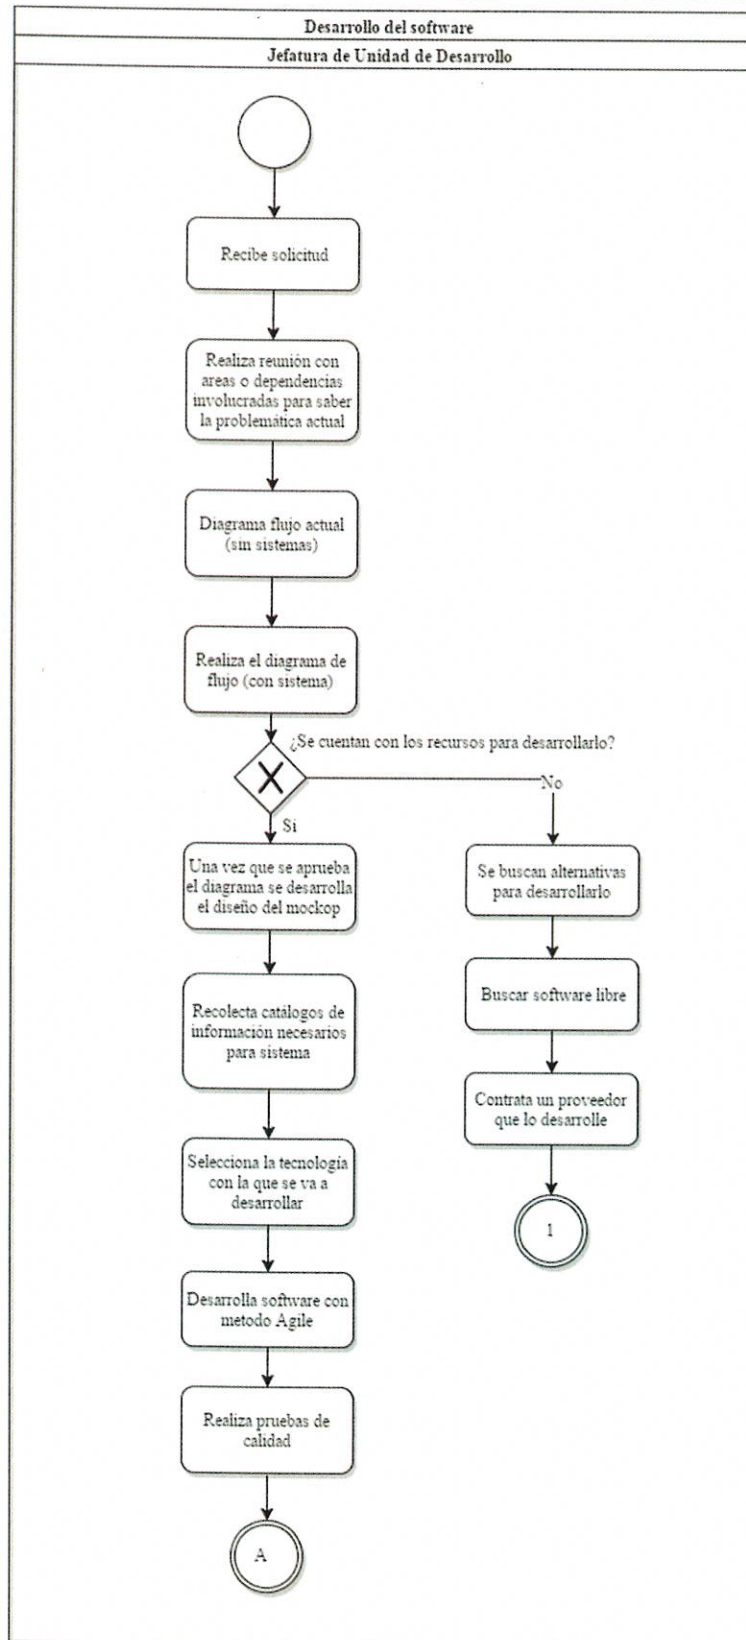 Desarrollo del software
Jefatura de Unidad de Desarrollo
Recibe solicitud
Realiza reunión con
areas o dependencias
involucradas para saber
la problemática actual
Diagrama flujo actual
(sin sistemas)
Realiza el diagrama de
flujo (con sistema)
¿Se cuentan con los recursos para desarrollarlo?
No
Si
Una vez que se aprueba
el diagrama se desarrolla
el diseño del mockop
Se buscan alternativas
para desarrollarlo
Recolecta catálogos de
información necesarios
para sistema
Buscar software libre
Contrata un proveedor
que lo desarrolle
Selecciona la tecnología
con la que se va a
desarrollar
1
Desarrolla software con
metodo Agile
Realiza pruebas de
calidad
A